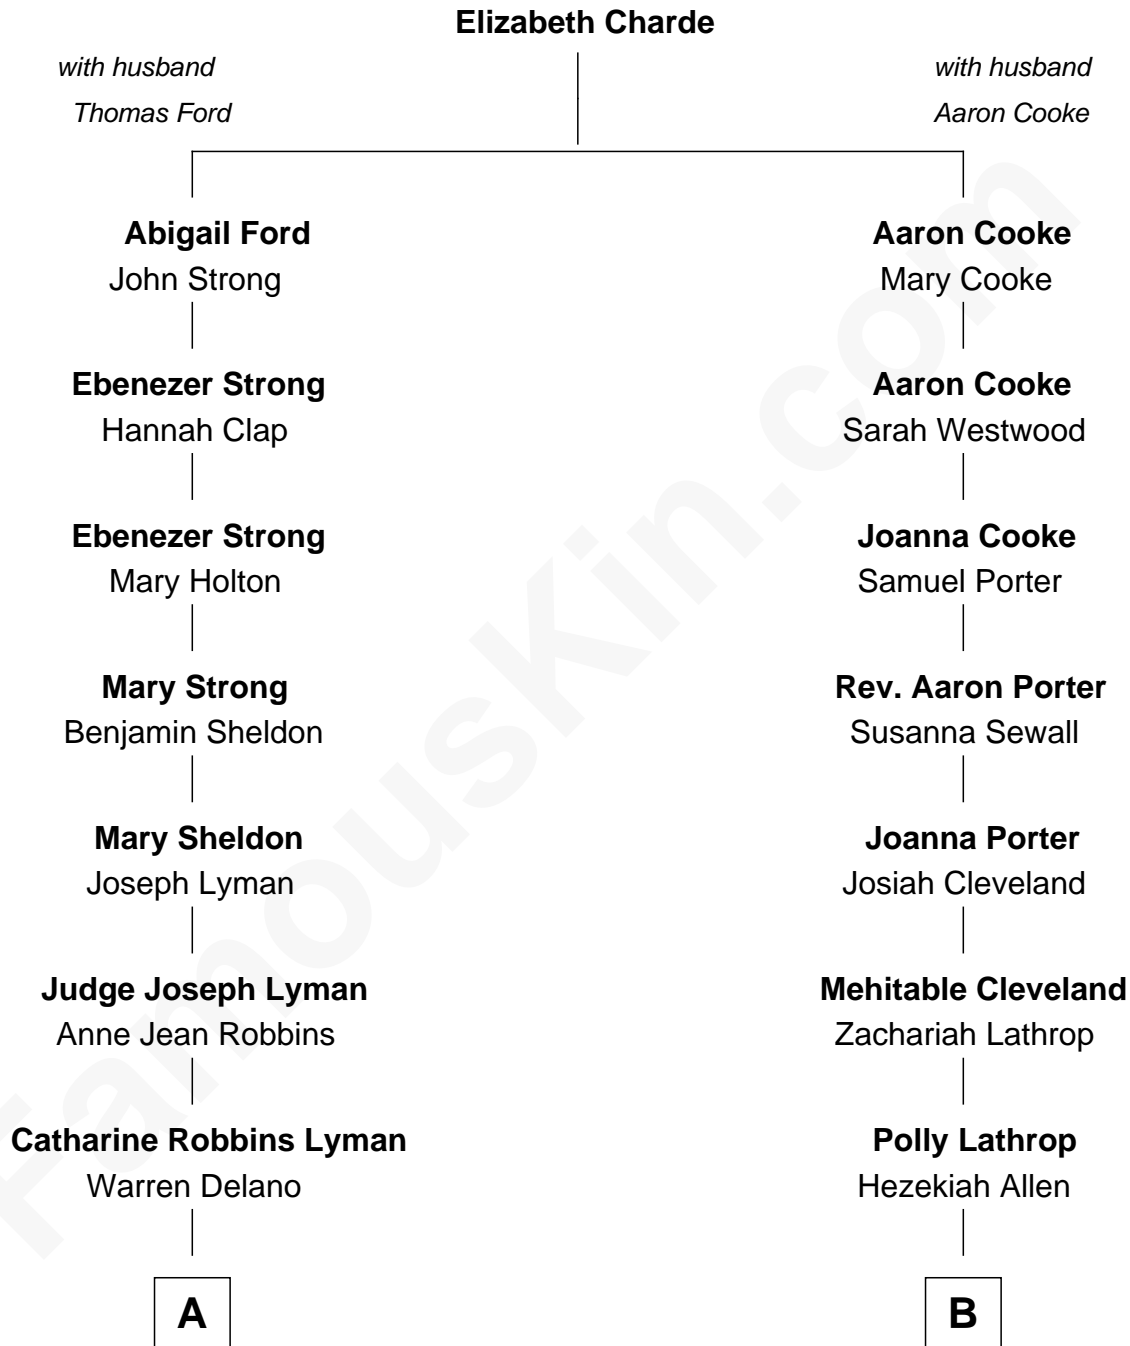 Elizabeth Charde
with husband
Thomas Ford
with husband
Aaron Cooke
Abigail Ford
John Strong
Aaron Cooke
Mary Cooke
Ebenezer Strong
Hannah Clap
Aaron Cooke
Sarah Westwood
Ebenezer Strong
Mary Holton
Joanna Cooke
Samuel Porter
Mary Strong
Benjamin Sheldon
Rev. Aaron Porter
Susanna Sewall
Mary Sheldon
Joseph Lyman
Joanna Porter
Josiah Cleveland
Judge Joseph Lyman
Anne Jean Robbins
Mehitable Cleveland
Zachariah Lathrop
Catharine Robbins Lyman
Warren Delano
Polly Lathrop
Hezekiah Allen
A
B
FamousKin.com